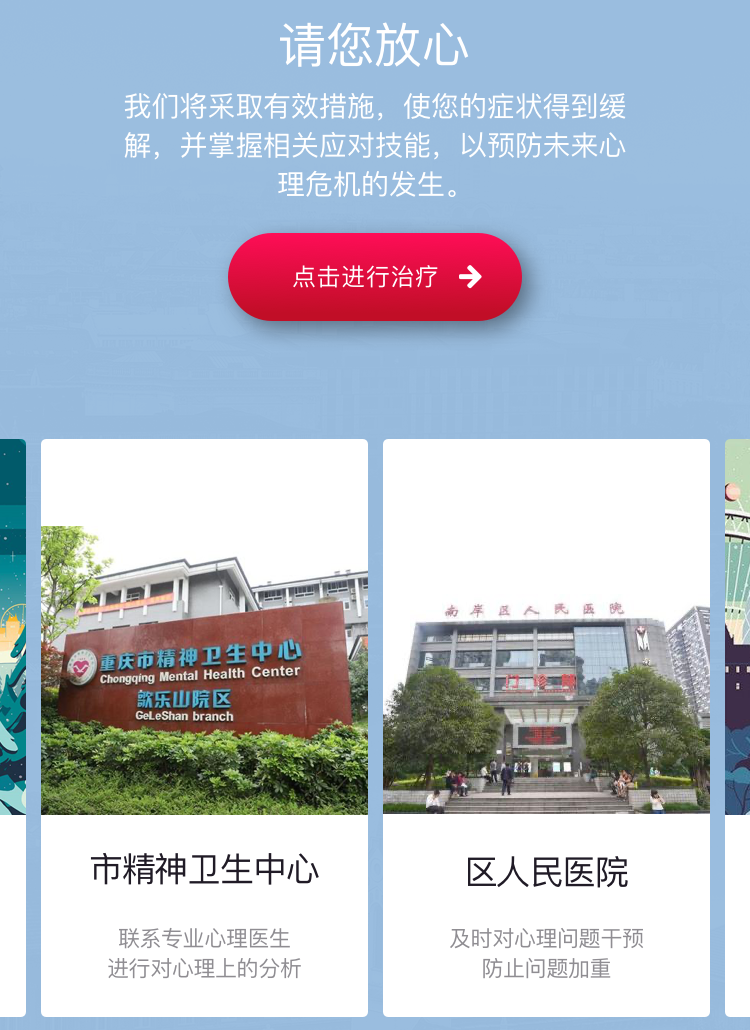 请您放心
我们将采取有效措施，使您的症状得到缓
解，并掌握相关应对技能，以预防未来心
理危机的发生。
点击进行治疗
重庆市精神卫生中心
Chongqing Mental Health Center
歌乐山院区
GeLeShan branch
南岸区人民医院
门诊部
市精神卫生中心
区人民医院
联系专业心理医生
进行对心理上的分析
及时对心理问题干预
防止问题加重